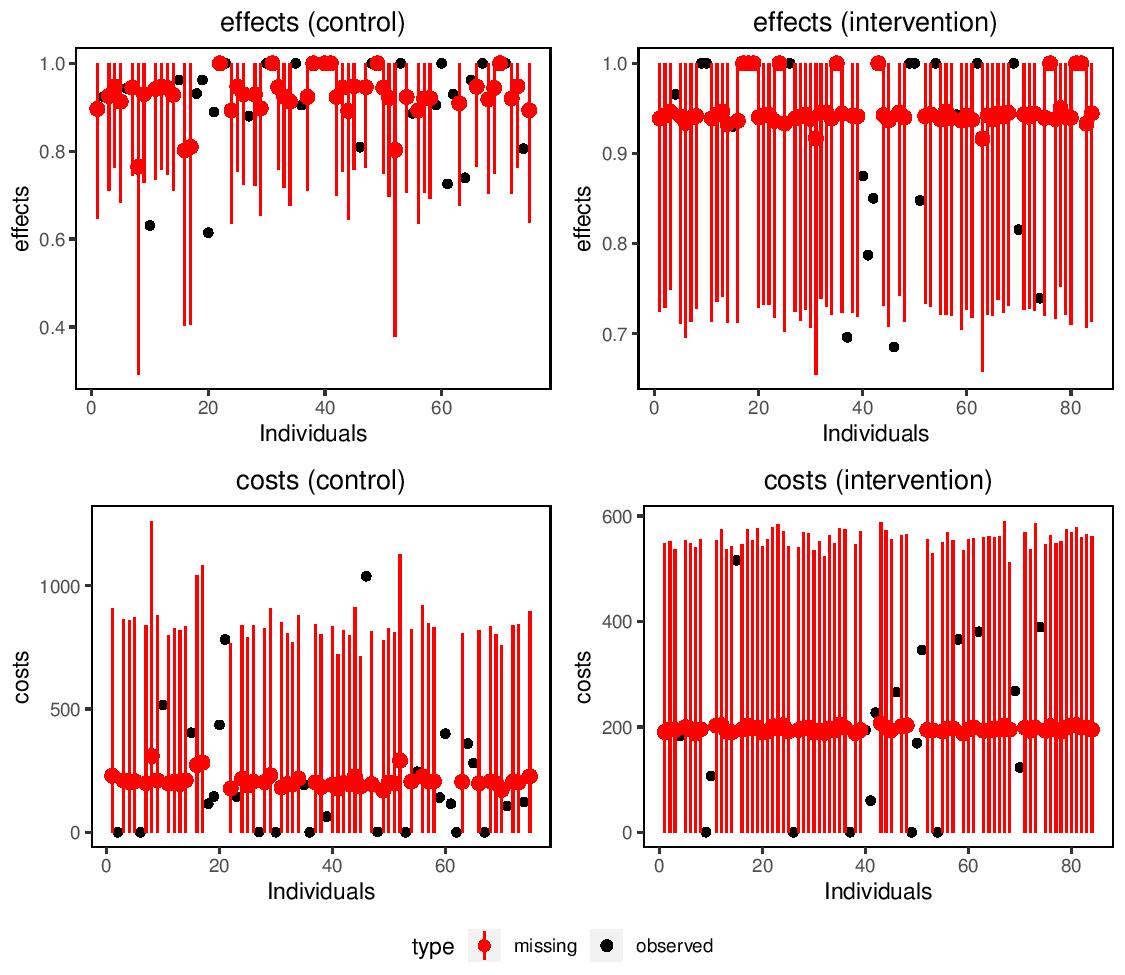 effects (control)
effects
1.0
0.8
0.6
0.4
0
20
40
60
Individuals
effects (intervention)
effects
1.0
0.9
0.8
0.7
0
20
40
60
80
Individuals
costs (control)
costs
1000
500
0
0
20
40
60
Individuals
costs (intervention)
costs
600
400
200
0
0
20
40
60
80
Individuals
type missing observed